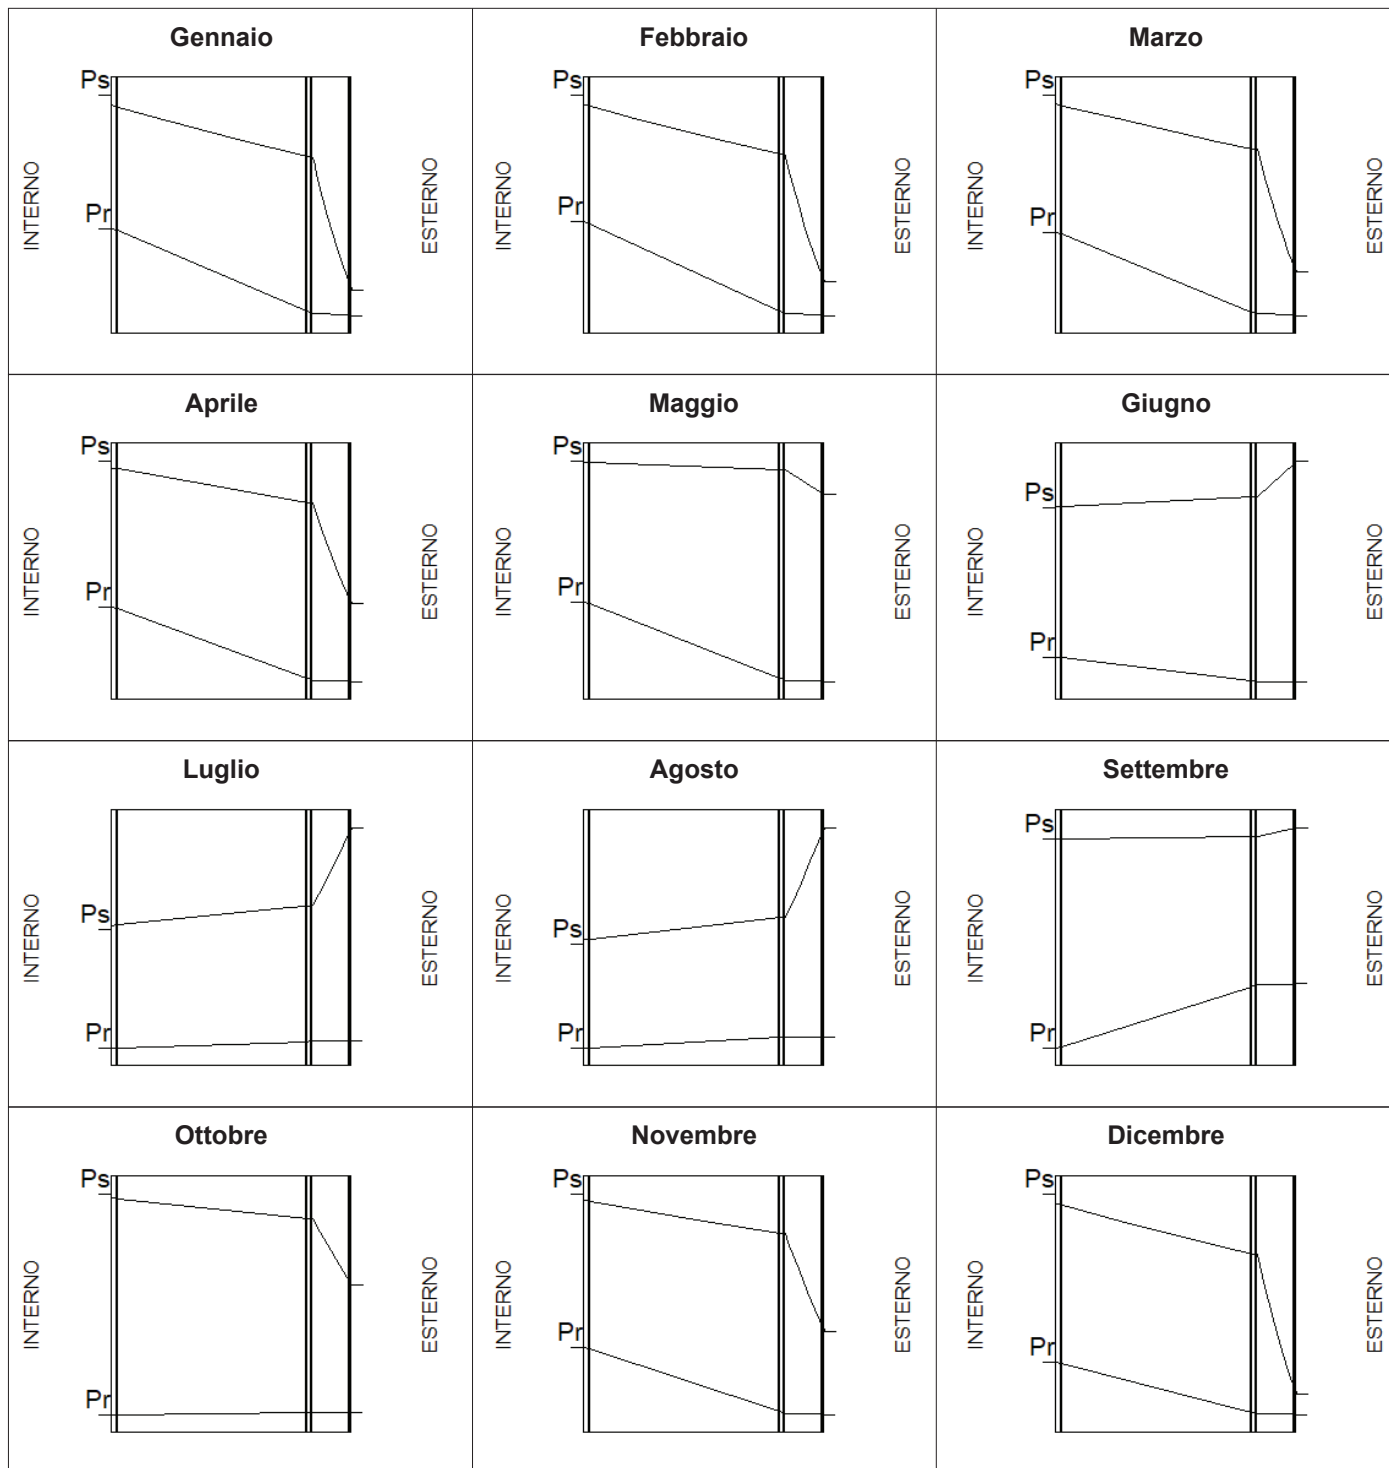 Gennaio
Febbraio
Marzo
Ps
Pr
INTERNO
ESTERNO
Ps
Pr
INTERNO
ESTERNO
Ps
Pr
INTERNO
ESTERNO
Aprile
Maggio
Giugno
Ps
Pr
INTERNO
ESTERNO
Ps
Pr
INTERNO
ESTERNO
Ps
Pr
INTERNO
ESTERNO
Luglio
Agosto
Settembre
Ps
Pr
INTERNO
ESTERNO
Ps
Pr
INTERNO
ESTERNO
Ps
Pr
INTERNO
ESTERNO
Ottobre
Novembre
Dicembre
Ps
Pr
INTERNO
ESTERNO
Ps
Pr
INTERNO
ESTERNO
Ps
Pr
INTERNO
ESTERNO